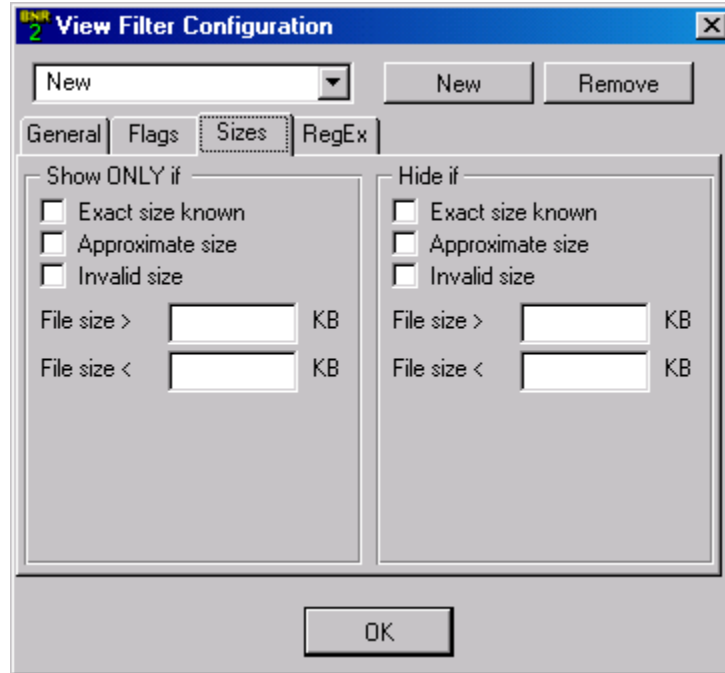 BNR 2 View Filter Configuration
New New Remove
General Flags Sizes RegEx
Show ONLY if
Exact size known
Approximate size
Invalid size
File size > KB
File size < KB
Hide if
Exact size known
Approximate size
Invalid size
File size > KB
File size < KB
OK